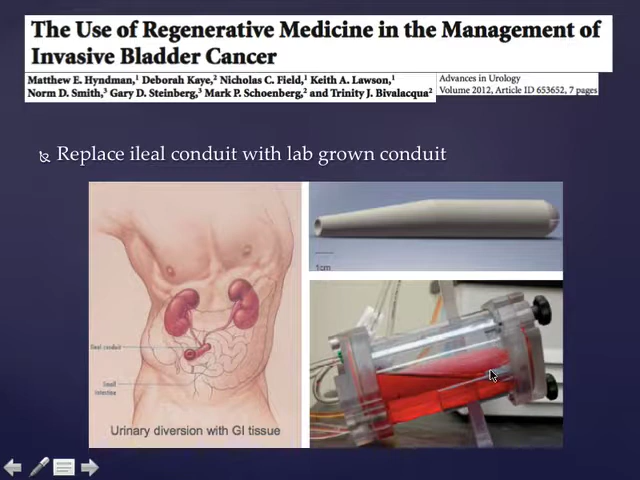 The Use of Regenerative Medicine in the Management of
Invasive Bladder Cancer
Matthew E. Hyndman,¹ Deborah Kaye,² Nicholas C. Field,¹ Keith A. Lawson,¹
Norm D. Smith,³ Gary D. Steinberg,³ Mark P. Schoenberg,² and Trinity J. Bivalacqua²
Advances in Urology
Volume 2012, Article ID 653652, 7 pages
Replace ileal conduit with lab grown conduit
1cm
Ileal conduit
Small
intestine
Urinary diversion with GI tissue